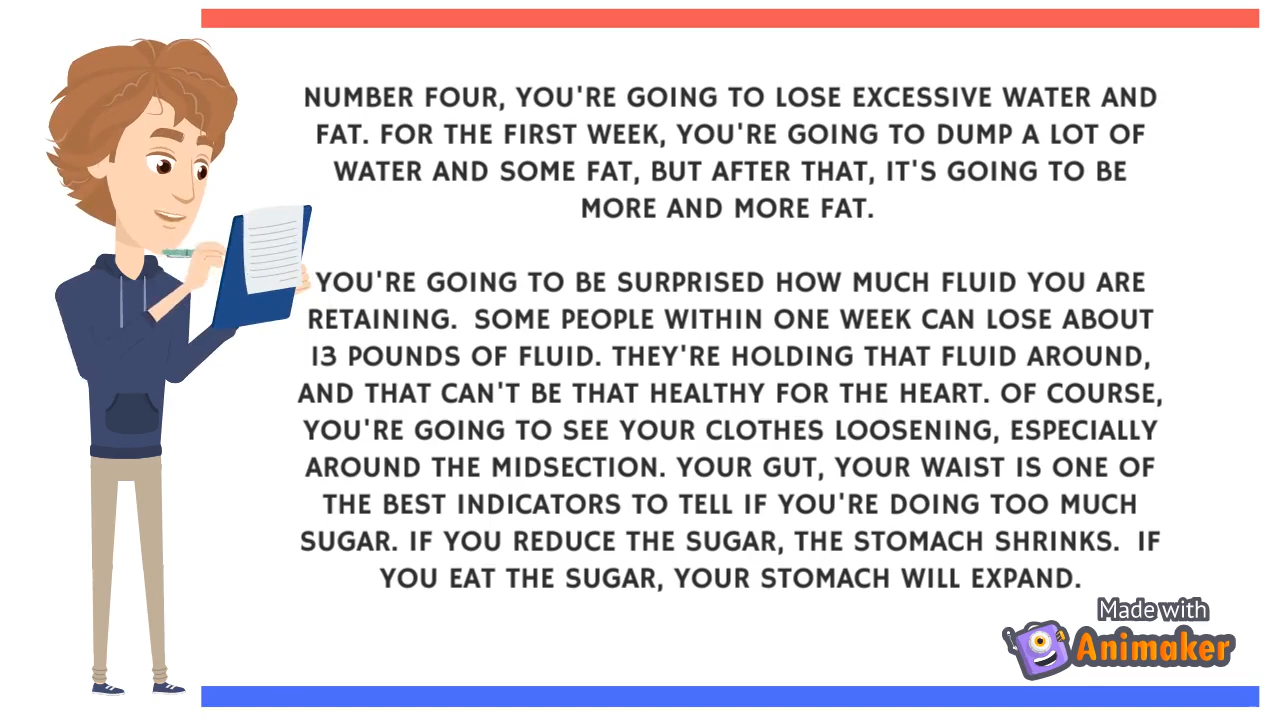 NUMBER FOUR, YOU'RE GOING TO LOSE EXCESSIVE WATER AND
FAT. FOR THE FIRST WEEK, YOU'RE GOING TO DUMP A LOT OF
WATER AND SOME FAT, BUT AFTER THAT, IT'S GOING TO BE
MORE AND MORE FAT.
YOU'RE GOING TO BE SURPRISED HOW MUCH FLUID YOU ARE
RETAINING. SOME PEOPLE WITHIN ONE WEEK CAN LOSE ABOUT
13 POUNDS OF FLUID. THEY'RE HOLDING THAT FLUID AROUND,
AND THAT CAN'T BE THAT HEALTHY FOR THE HEART. OF COURSE,
YOU'RE GOING TO SEE YOUR CLOTHES LOOSENING, ESPECIALLY
AROUND THE MIDSECTION. YOUR GUT, YOUR WAIST IS ONE OF
THE BEST INDICATORS TO TELL IF YOU'RE DOING TOO MUCH
SUGAR. IF YOU REDUCE THE SUGAR, THE STOMACH SHRINKS. IF
YOU EAT THE SUGAR, YOUR STOMACH WILL EXPAND.
Made with
Animaker